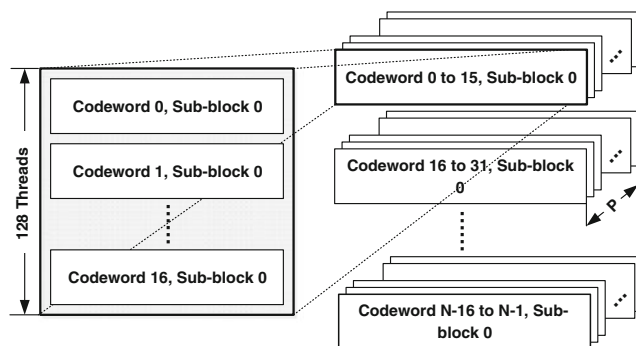 128 Threads
Codeword 0, Sub-block 0
Codeword 1, Sub-block 0
Codeword 16, Sub-block 0
Codeword 0 to 15, Sub-block 0
Codeword 16 to 31, Sub-block
0
P
Codeword N-16 to N-1, Sub-
block 0